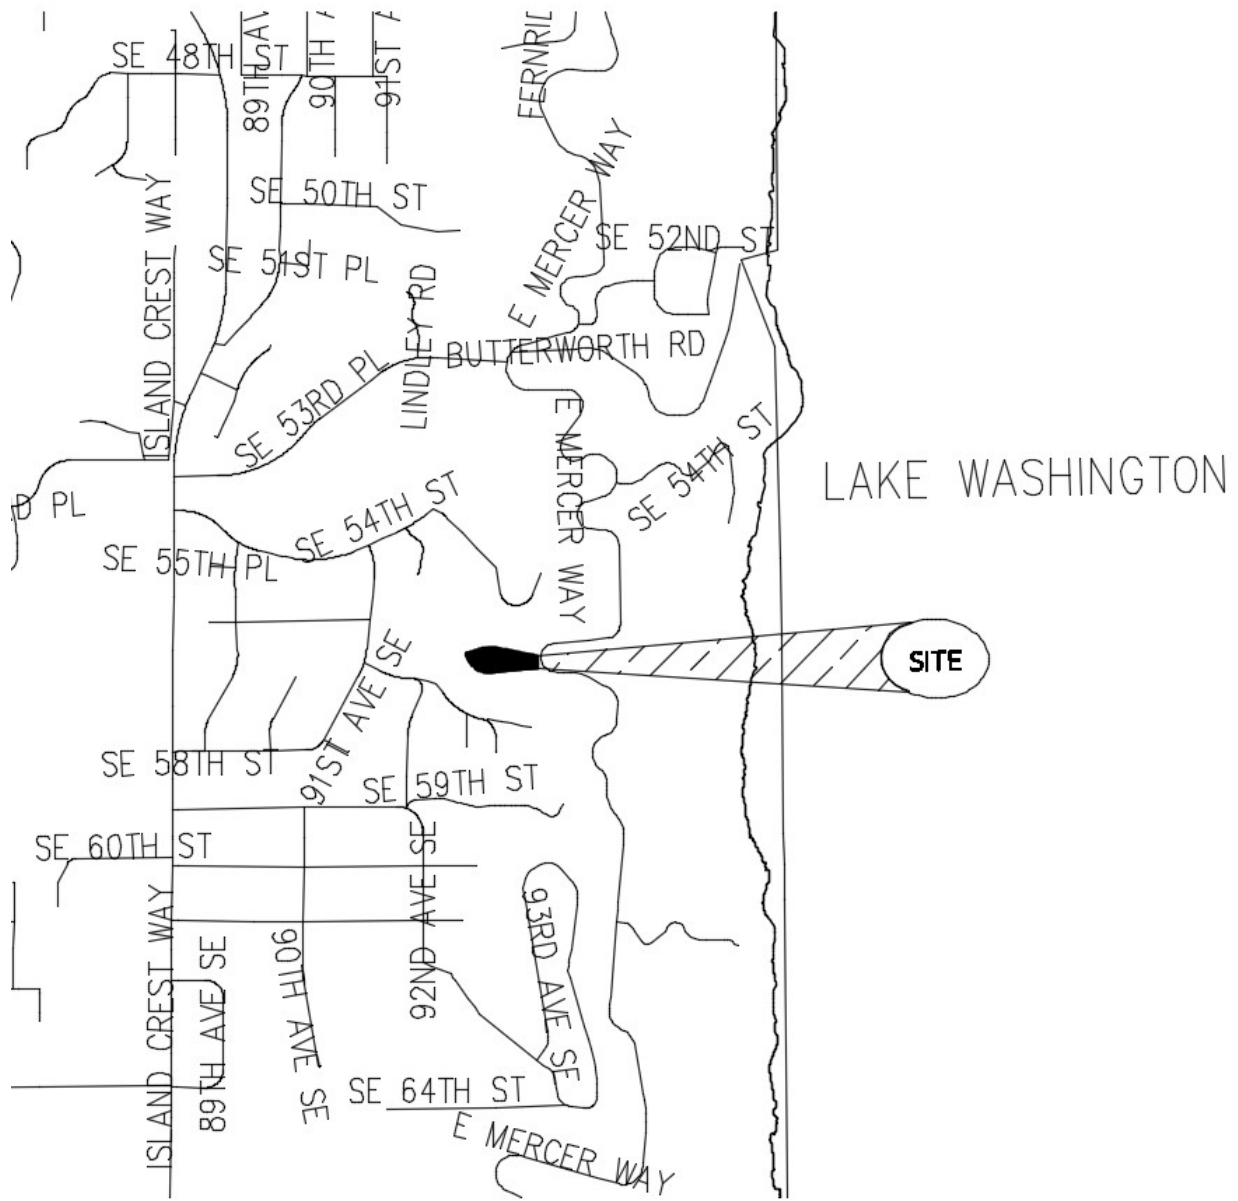 FERNRID
SE 48TH ST
89TH AV
90TH A
91ST A
E MERCER WAY
SE 50TH ST
ISLAND CREST WAY
SE 52ND ST
SE 51ST PL
LINDLEY RD
BUTTERWORTH RD
SE 53RD PL
E MERCER WAY
SE 54TH ST
LAKE WASHINGTON
D PL
SE 54TH ST
SE 55TH PL
SITE
91ST AVE SE
SE 58TH ST
SE 59TH ST
SE 60TH ST
92ND AVE SE
93RD AVE SE
ISLAND CREST WAY
89TH AVE SE
90TH AVE SE
SE 64TH ST
E MERCER WAY